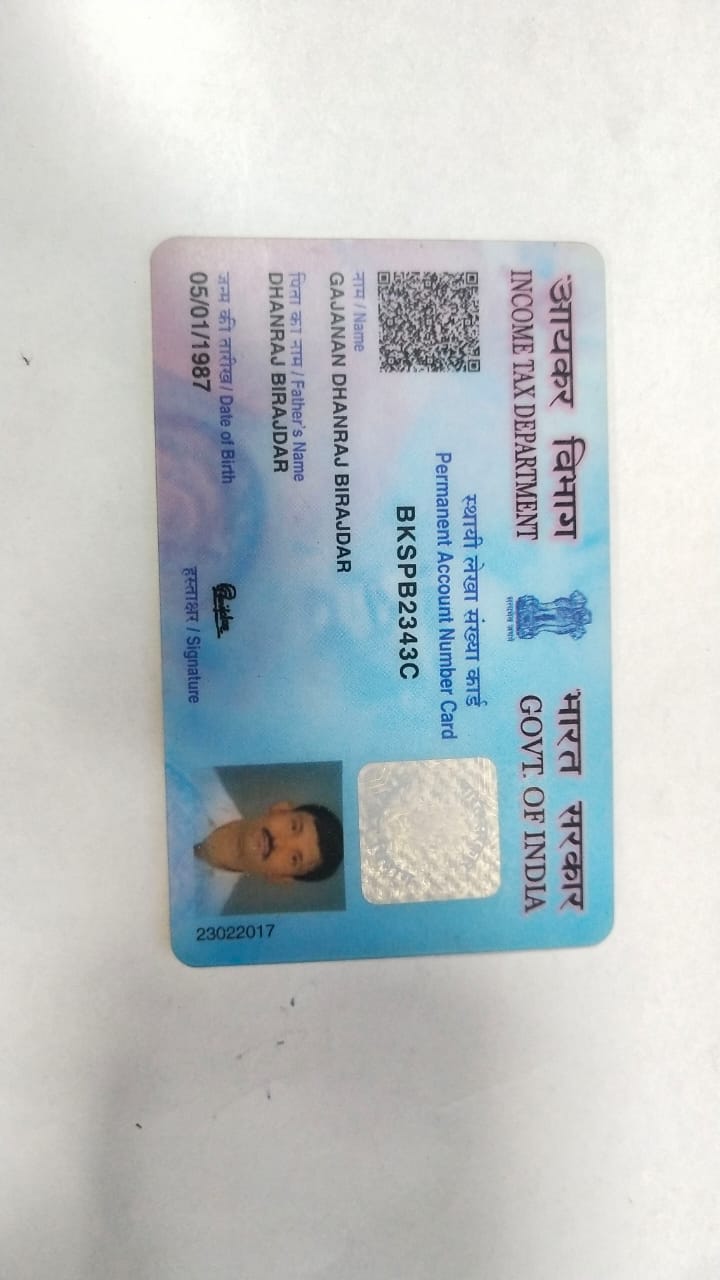 आयकर विभाग
INCOME TAX DEPARTMENT
सत्यमेव जयते
भारत सरकार
GOVT. OF INDIA
स्थायी लेखा संख्या कार्ड
Permanent Account Number Card
BKSPB2343C
नाम / Name
GAJANAN DHANRAJ BIRAJDAR
पिता का नाम / Father's Name
DHANRAJ BIRAJDAR
जन्म की तारीख / Date of Birth
05/01/1987
हस्ताक्षर / Signature
23022017